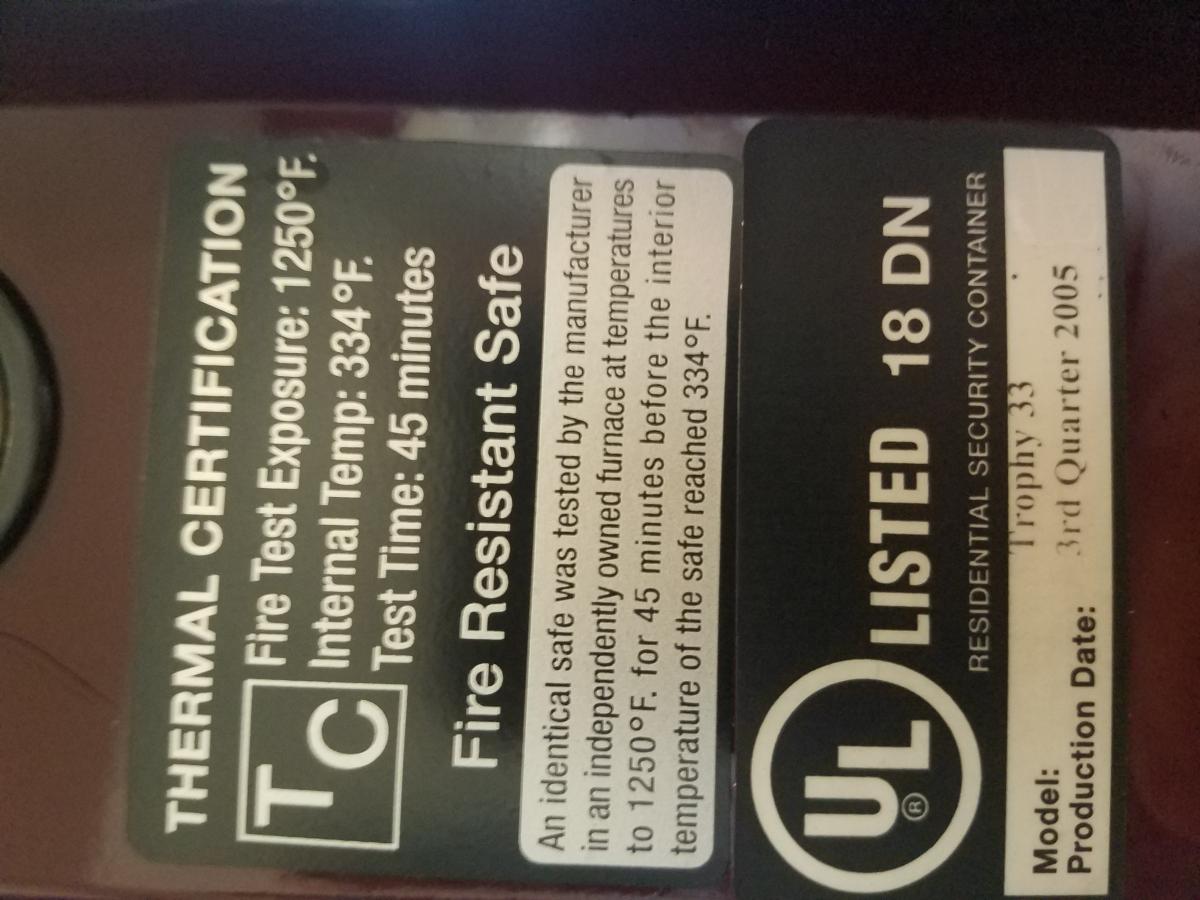 THERMAL CERTIFICATION
TC
Fire Test Exposure: 1250°F.
Internal Temp: 334°F.
Test Time: 45 minutes
Fire Resistant Safe
An identical safe was tested by the manufacturer
in an independently owned furnace at temperatures
to 1250°F. for 45 minutes before the interior
temperature of the safe reached 334°F.
UL ® LISTED 18 DN
RESIDENTIAL SECURITY CONTAINER
Model: Trophy 33
Production Date: 3rd Quarter 2005